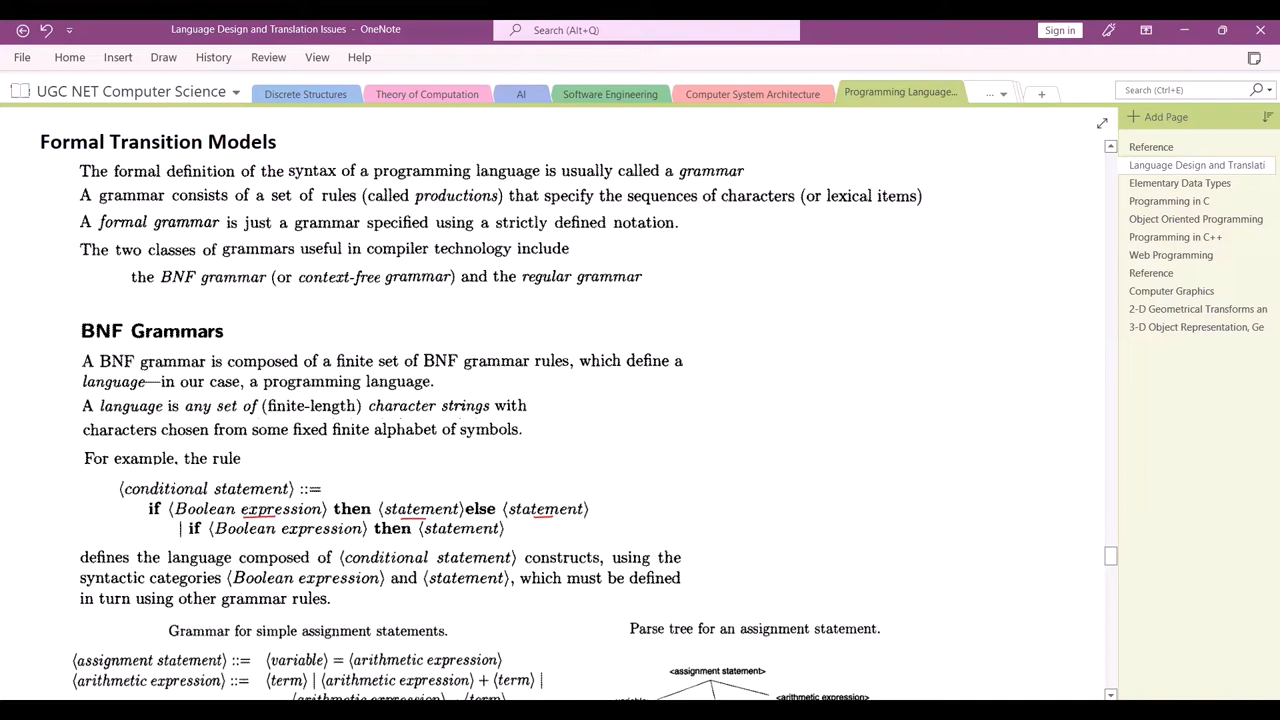 Language Design and Translation Issues - OneNote
Search (Alt+Q)
Sign in
File Home Insert Draw History Review View Help
UGC NET Computer Science
Discrete Structures
Theory of Computation
AI
Software Engineering
Computer System Architecture
Programming Language...
...
Search (Ctrl+E)
Add Page
Reference
Language Design and Translati
Elementary Data Types
Programming in C
Object Oriented Programming
Programming in C++
Web Programming
Reference
Computer Graphics
2-D Geometrical Transforms an
3-D Object Representation, Ge
Formal Transition Models
The formal definition of the syntax of a programming language is usually called a grammar
A grammar consists of a set of rules (called productions) that specify the sequences of characters (or lexical items)
A formal grammar is just a grammar specified using a strictly defined notation.
The two classes of grammars useful in compiler technology include
the BNF grammar (or context-free grammar) and the regular grammar
BNF Grammars
A BNF grammar is composed of a finite set of BNF grammar rules, which define a
language—in our case, a programming language.
A language is any set of (finite-length) character strings with
characters chosen from some fixed finite alphabet of symbols.
For example, the rule
⟨conditional statement⟩ ::=
if ⟨Boolean expression⟩ then ⟨statement⟩else ⟨statement⟩
| if ⟨Boolean expression⟩ then ⟨statement⟩
defines the language composed of ⟨conditional statement⟩ constructs, using the
syntactic categories ⟨Boolean expression⟩ and ⟨statement⟩, which must be defined
in turn using other grammar rules.
Grammar for simple assignment statements.
⟨assignment statement⟩ ::= ⟨variable⟩ = ⟨arithmetic expression⟩
⟨arithmetic expression⟩ ::= ⟨term⟩ | ⟨arithmetic expression⟩ + ⟨term⟩ |
Parse tree for an assignment statement.
<assignment statement>
<arithmetic expression>